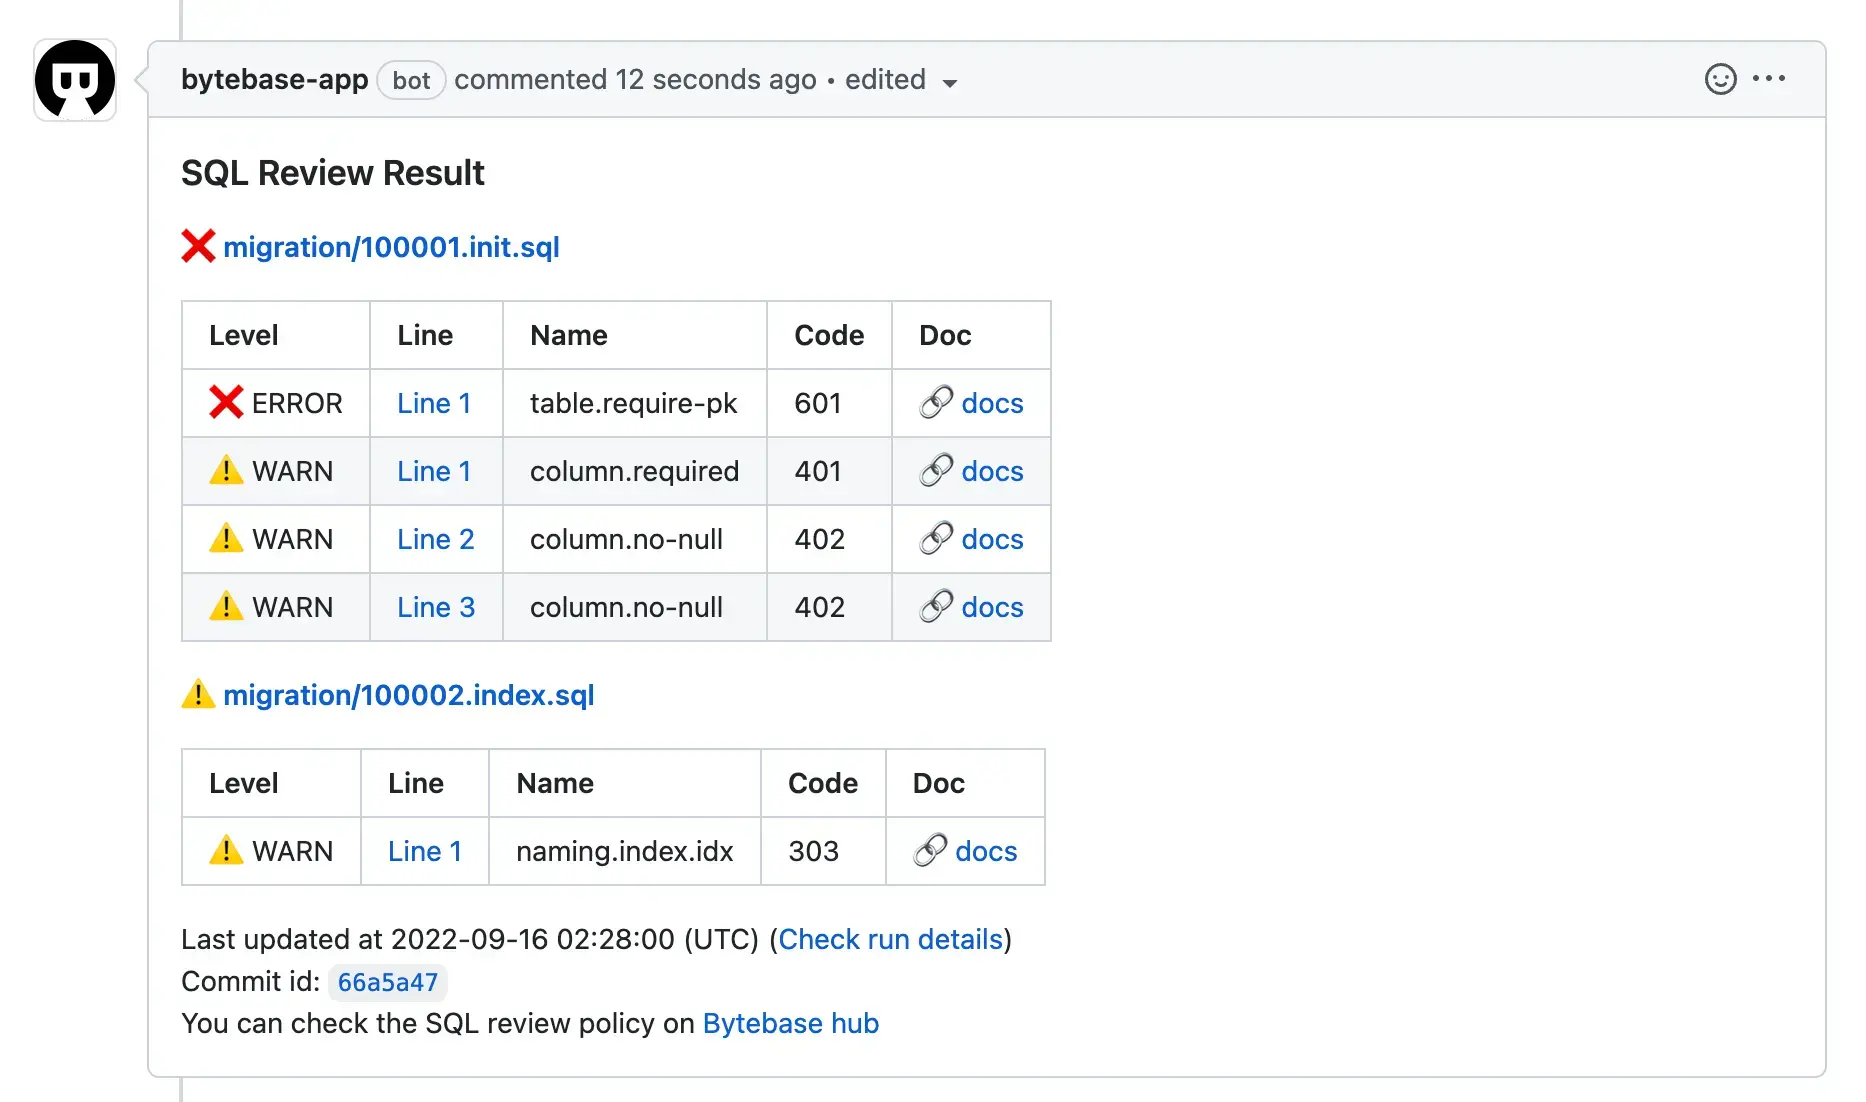 bytebase-app bot commented 12 seconds ago • edited
SQL Review Result
❌ migration/100001.init.sql
Level Line Name Code Doc
❌ ERROR Line 1 table.require-pk 601 🔗 docs
⚠️ WARN Line 1 column.required 401 🔗 docs
⚠️ WARN Line 2 column.no-null 402 🔗 docs
⚠️ WARN Line 3 column.no-null 402 🔗 docs
⚠️ migration/100002.index.sql
Level Line Name Code Doc
⚠️ WARN Line 1 naming.index.idx 303 🔗 docs
Last updated at 2022-09-16 02:28:00 (UTC) (Check run details)
Commit id: 66a5a47
You can check the SQL review policy on Bytebase hub